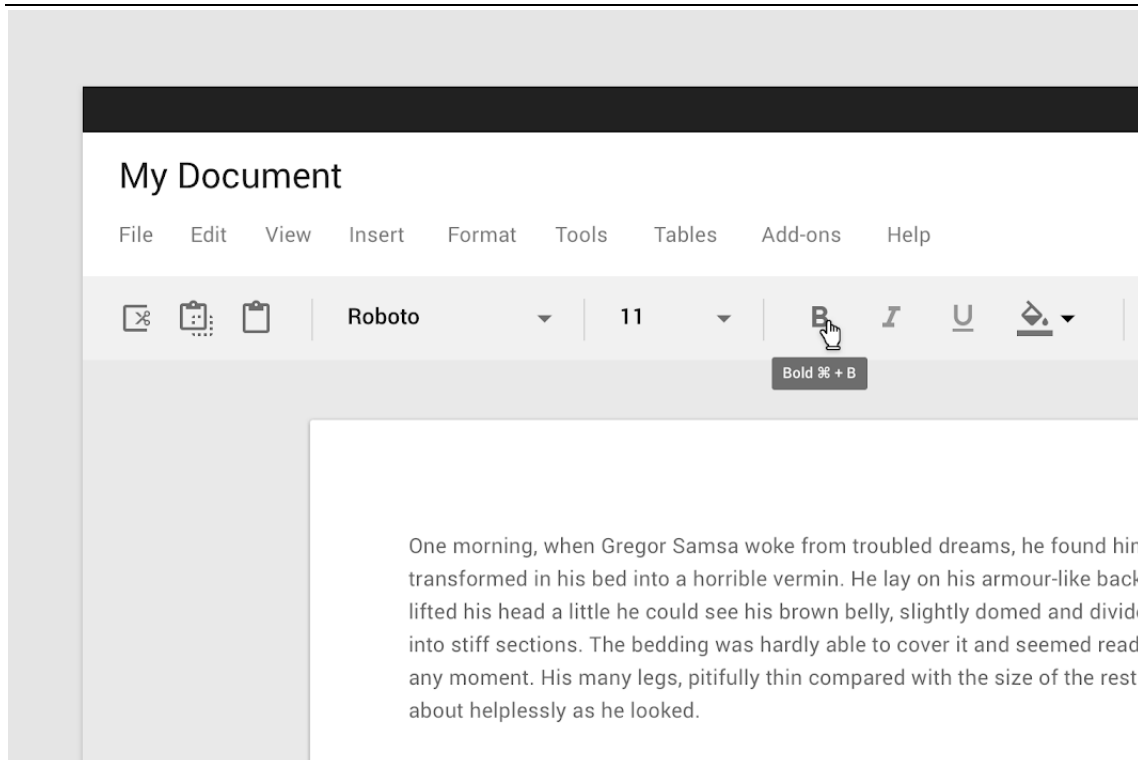 My Document
File Edit View Insert Format Tools Tables Add-ons Help
Roboto 11 B I U
Bold ⌘ + B
One morning, when Gregor Samsa woke from troubled dreams, he found
transformed in his bed into a horrible vermin. He lay on his armour-like back
lifted his head a little he could see his brown belly, slightly domed and
into stiff sections. The bedding was hardly able to cover it and seemed
any moment. His many legs, pitifully thin compared with the size of the rest
about helplessly as he looked.